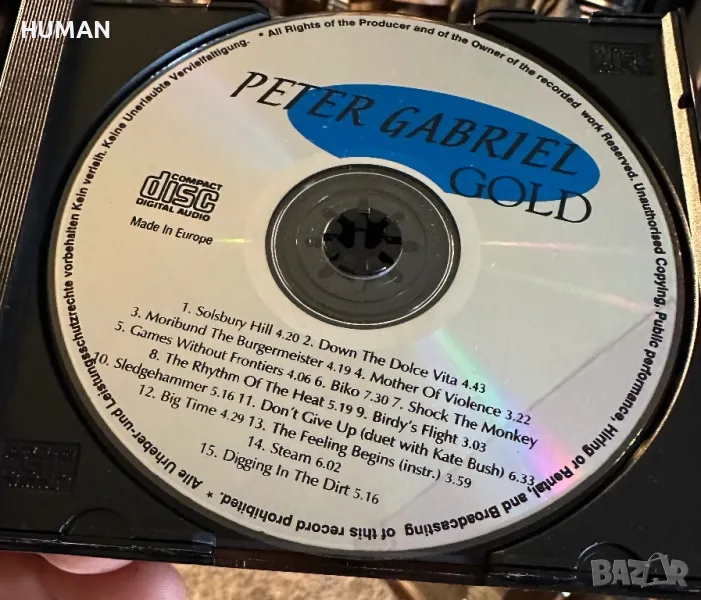 HUMAN
* All Rights of the Producer and of the Owner of the recorded work Reserved. Unauthorised Copying, Public performance, Hiring or Rental, and Broadcasting of this record prohibited. * Alle Urheber-und Leistungsschutzrechte vorbehalten Kein verleih. Keine Unerlaubte Vervielfaltigung.
PETER GABRIEL
GOLD
COMPACT
disc
DIGITAL AUDIO
Made In Europe
1. Solsbury Hill 4.20 2. Down The Dolce Vita 4.43
3. Moribund The Burgermeister 4.19 4. Mother Of Violence 3.22
5. Games Without Frontiers 4.06 6. Biko 7.30 7. Shock The Monkey
8. The Rhythm Of The Heat 5.19 9. Birdy's Flight 3.03
10. Sledgehammer 5.16 11. Don't Give Up (duet with Kate Bush) 6.33
12. Big Time 4.29 13. The Feeling Begins (instr.) 3.59
14. Steam 6.02
15. Digging In The Dirt 5.16
BAZAR